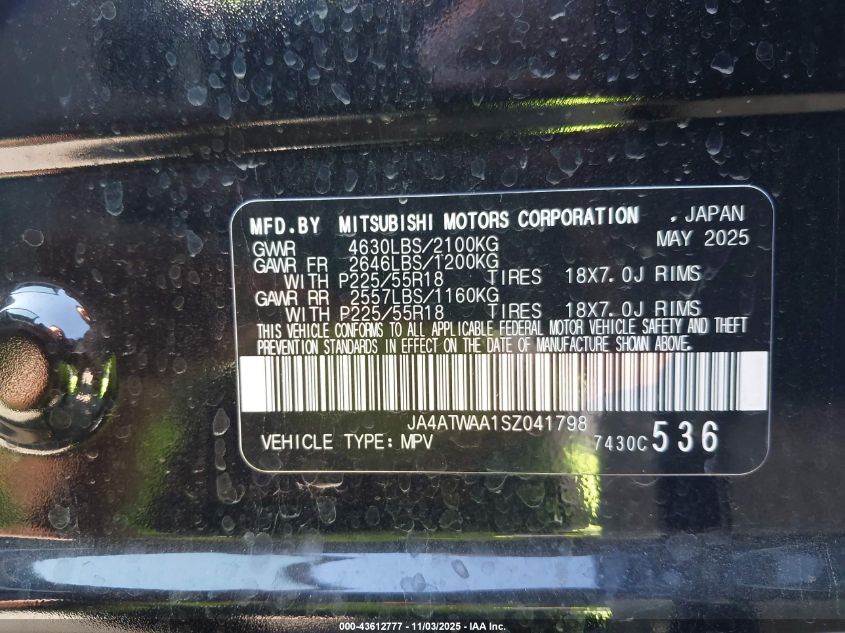 MFD.BY MITSUBISHI MOTORS CORPORATION . JAPAN
GVWR 4630LBS/2100KG MAY 2025
GAWR FR 2646LBS/1200KG
WITH P225/55R18 TIRES 18X7.0J RIMS
GAWR RR 2557LBS/1160KG
WITH P225/55R18 TIRES 18X7.0J RIMS
THIS VEHICLE CONFORMS TO ALL APPLICABLE FEDERAL MOTOR VEHICLE SAFETY AND THEFT
PREVENTION STANDARDS IN EFFECT ON THE DATE OF MANUFACTURE SHOWN ABOVE.
JA4ATWAA1SZ041798
VEHICLE TYPE: MPV 7430C 536
000-43612777 - 11/03/2025 - IAA Inc.